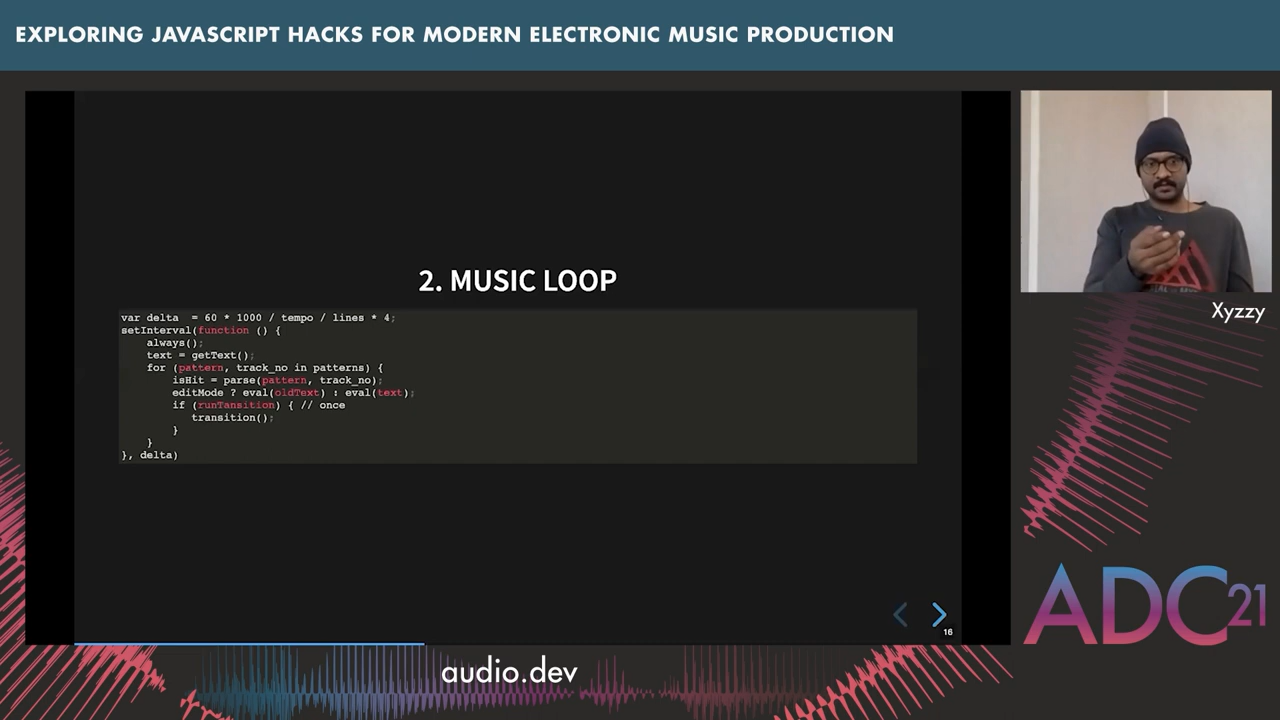 EXPLORING JAVASCRIPT HACKS FOR MODERN ELECTRONIC MUSIC PRODUCTION
2. MUSIC LOOP
var delta  = 60 * 1000 / tempo / lines * 4;
setInterval(function () {
    always();
    text = getText();
    for (pattern, track_no in patterns) {
        isHit = parse(pattern, track_no);
        editMode ? eval(oldText) : eval(text);
        if (runTansition) { // once
           transition();
        }
    }
}, delta)
16
Xyzzy
ADC21
audio.dev